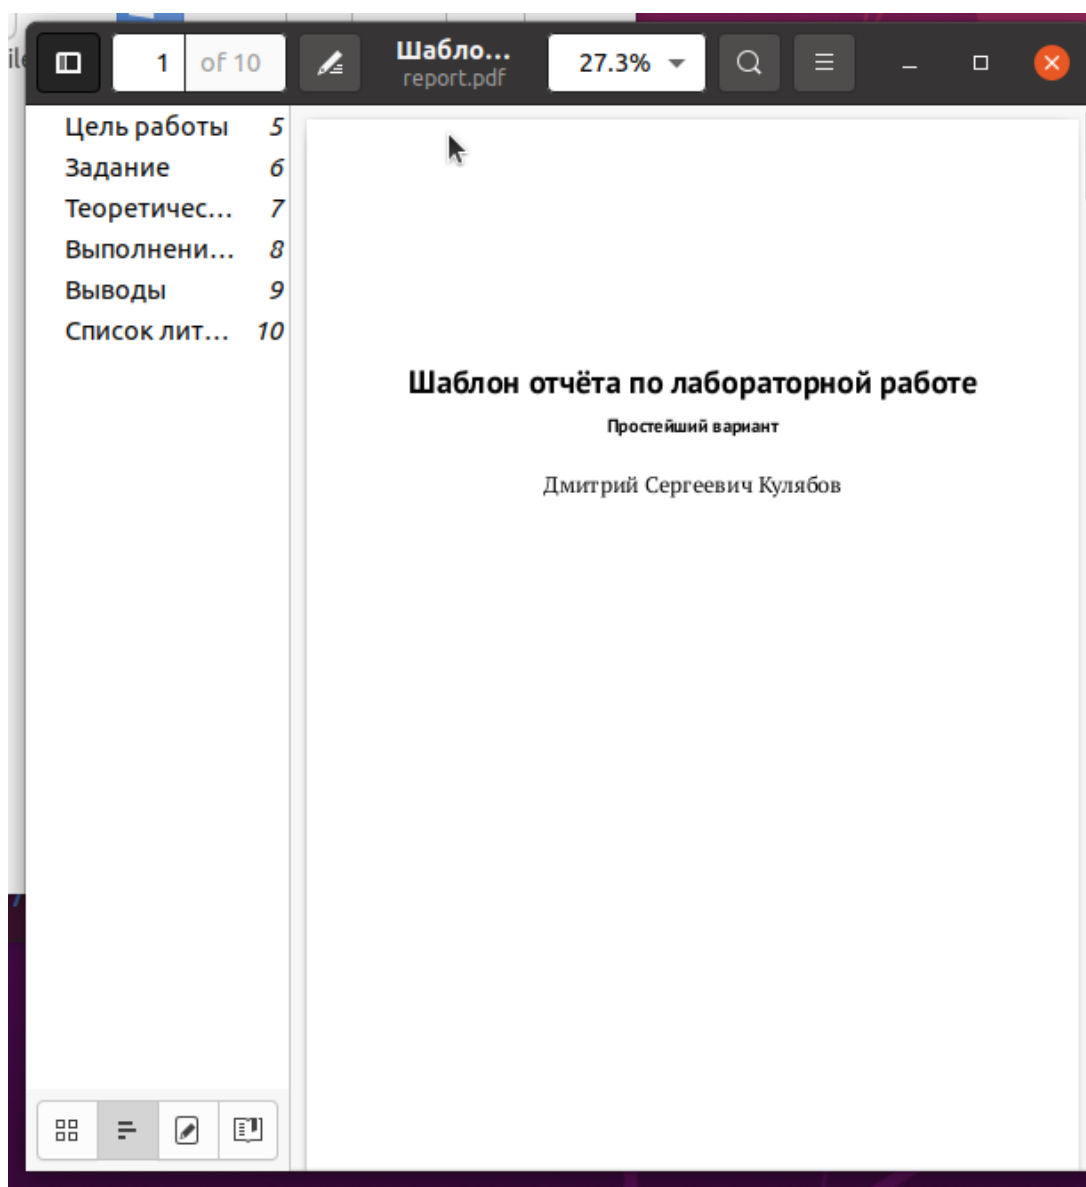 1 of 10
Шабло...
report.pdf
27.3%
Цель работы 5
Задание 6
Теоретичес... 7
Выполнени... 8
Выводы 9
Список лит... 10
Шаблон отчёта по лабораторной работе
Простейший вариант
Дмитрий Сергеевич Кулябов